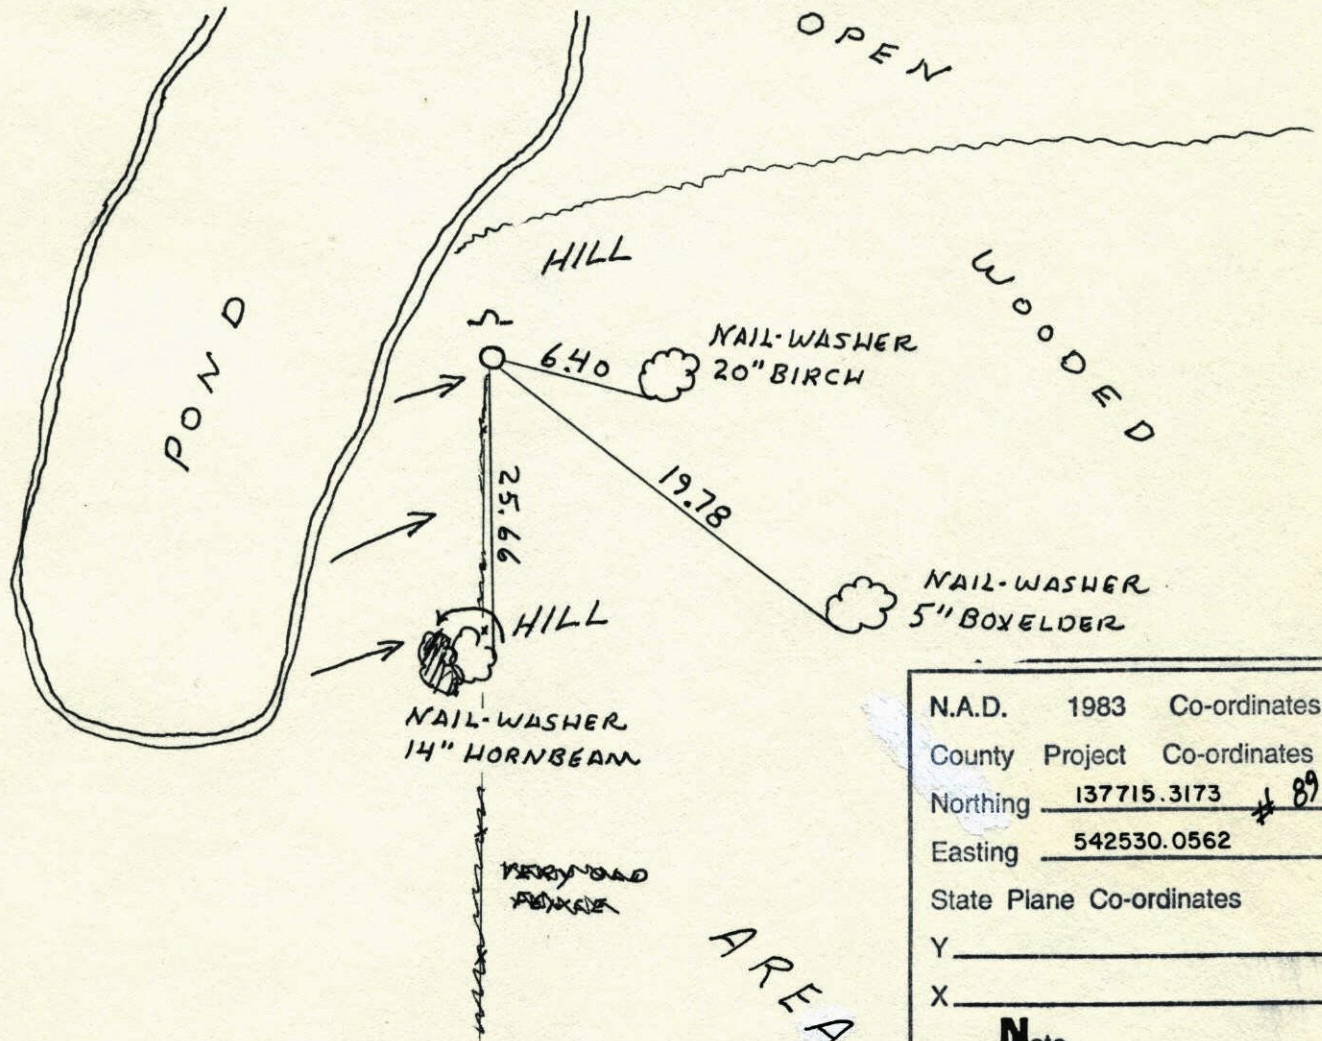 OPEN
HILL
WOODED
POND
NAIL-WASHER
20" BIRCH
6.40
19.78
25.66
NAIL-WASHER
5" BOXELDER
HILL
NAIL-WASHER
14" HORNBEAM
AREA
N.A.D. 1983 Co-ordinates
County Project Co-ordinates
Northing 137715.3173 # 89
Easting 542530.0562
State Plane Co-ordinates
Y
X